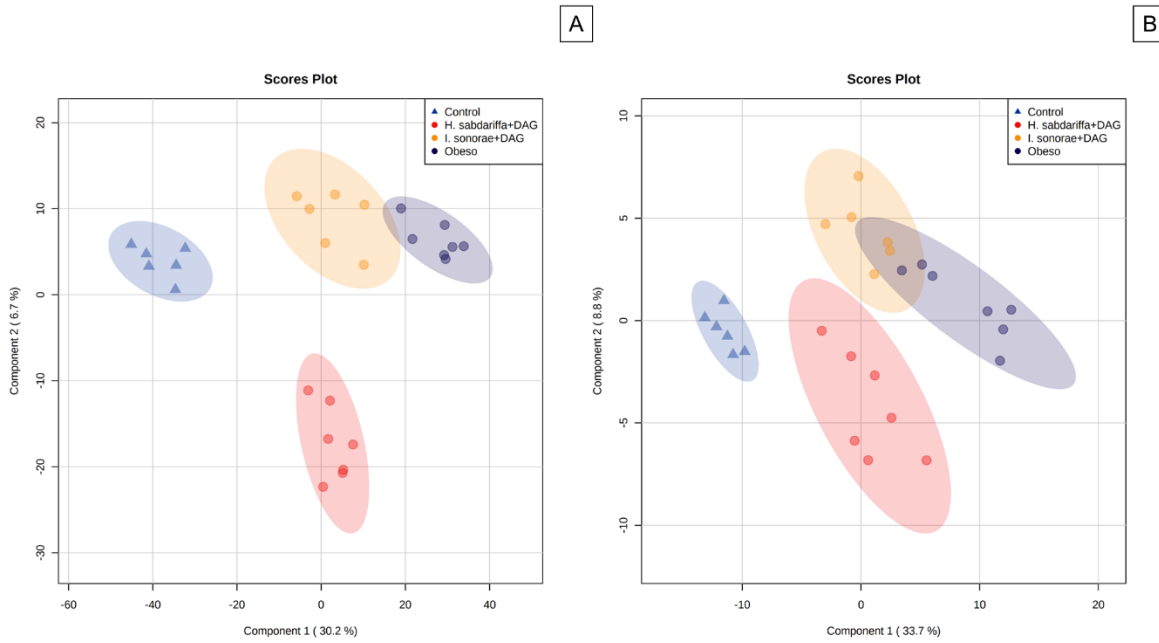 A
Scores Plot
Control
H. sabdariffa+DAG
I. sonorae+DAG
Obeso
20
10
0
-10
-20
-30
Component 2 ( 6.7 %)
-60
-40
-20
0
20
40
Component 1 ( 30.2 %)
B
Scores Plot
Control
H. sabdariffa+DAG
I. sonorae+DAG
Obeso
10
5
0
-5
-10
Component 2 ( 8.8 %)
-10
0
10
20
Component 1 ( 33.7 %)